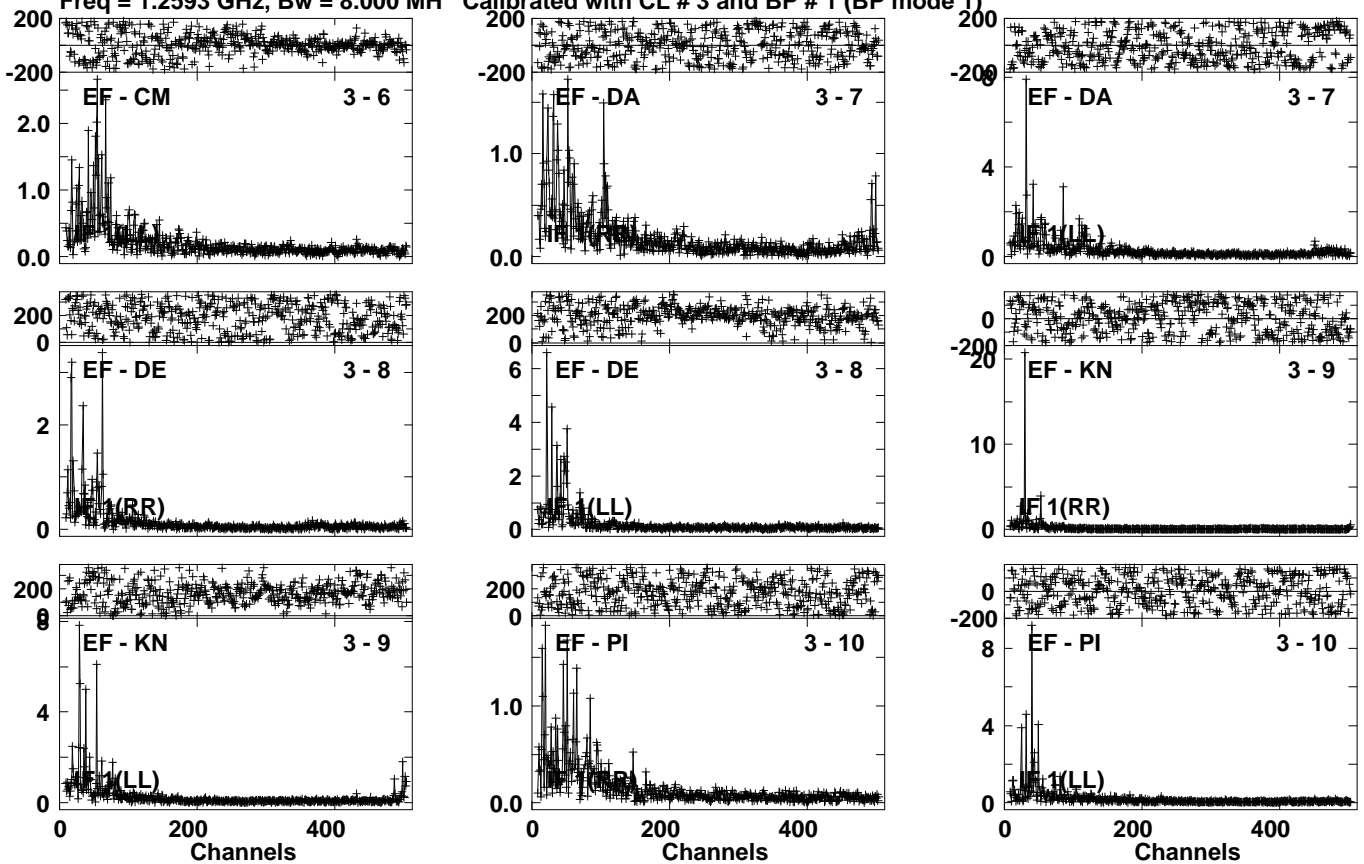 Freq = 1.2593 GHz, Bw = 8.000 MH Calibrated with CL # 3 and BP # 1 (BP mode 1)
200
-200
EF - CM 3 - 6
2.0
1.0
0.0
200
-200
EF - DA 3 - 7
1.0
IF 1(RR)
0.0
200
-200
8
EF - DA 3 - 7
4
IF 1(LL)
0
200
0
EF - DE 3 - 8
2
IF 1(RR)
0
200
0
6
EF - DE 3 - 8
4
2
IF 1(LL)
0
0
-200
20
EF - KN 3 - 9
10
IF 1(RR)
0
200
0
8
EF - KN 3 - 9
4
IF 1(LL)
0
0 200 400
Channels
200
0
EF - PI 3 - 10
1.0
IF 1(RR)
0.0
0 200 400
Channels
0
-200
8
EF - PI 3 - 10
4
IF 1(LL)
0
0 200 400
Channels